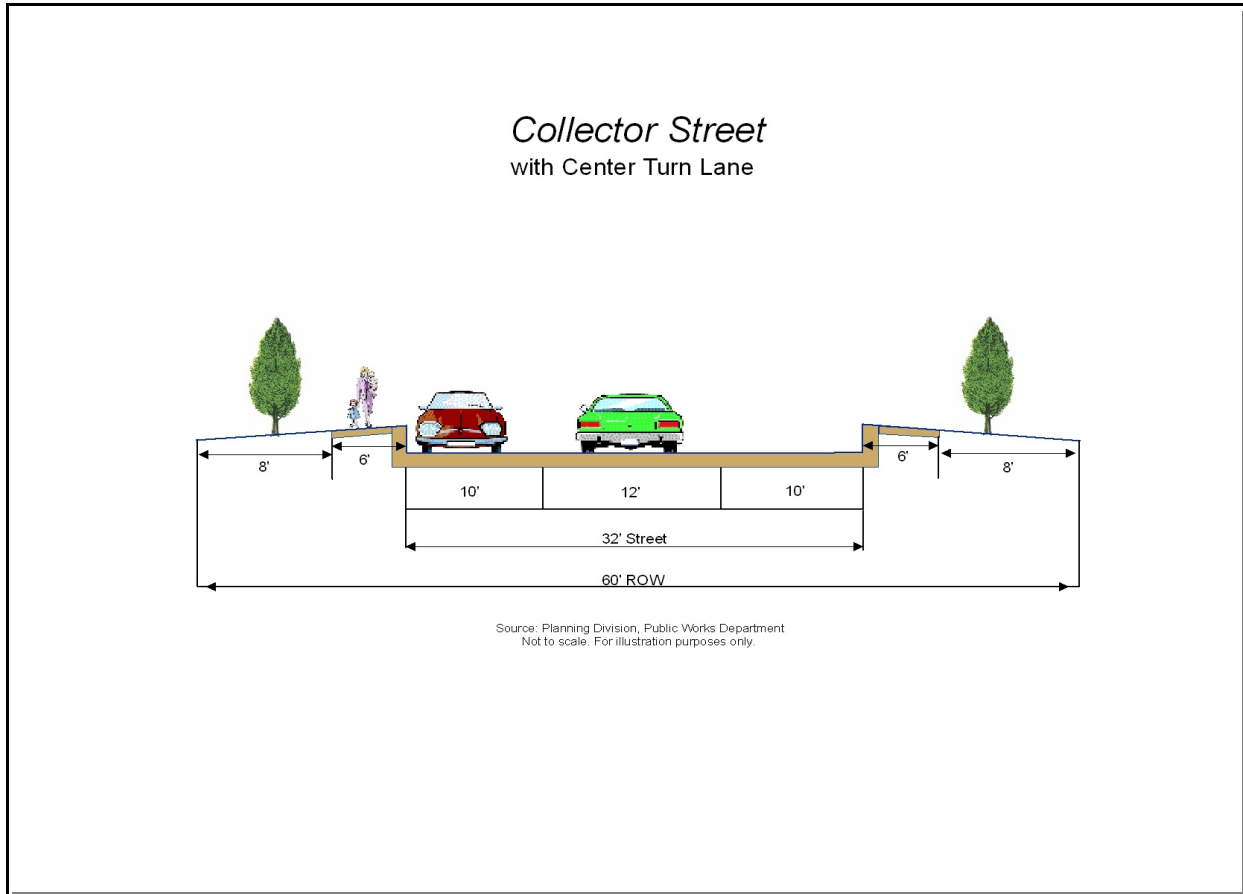 Collector Street
with Center Turn Lane
8'
6'
6'
8'
10'
12'
10'
32' Street
60' ROW
Source: Planning Division, Public Works Department
Not to scale. For illustration purposes only.